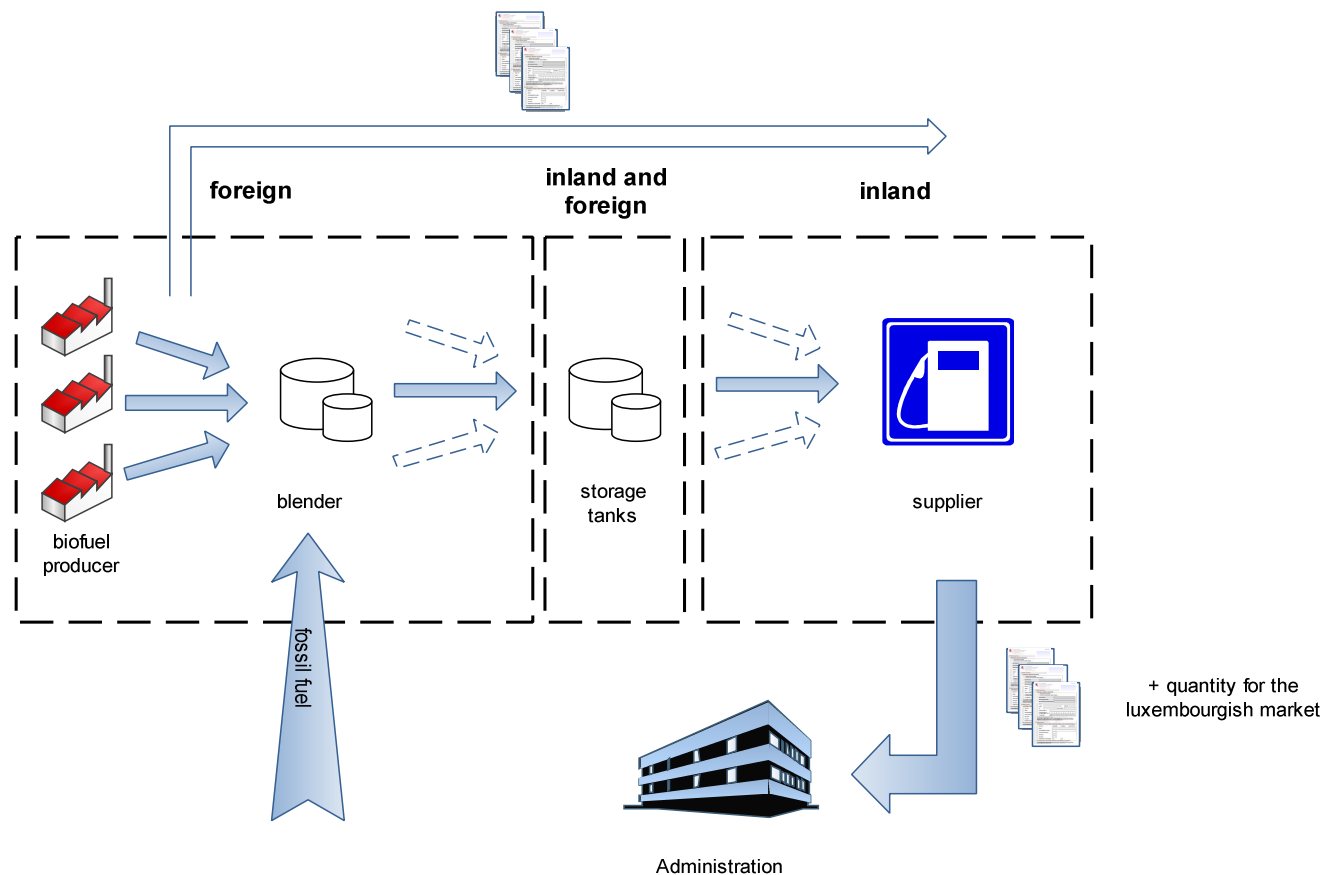 foreign
inland and
foreign
inland
blender
storage
tanks
supplier
biofuel
producer
fossil fuel
+ quantity for the
luxembourgish market
Administration